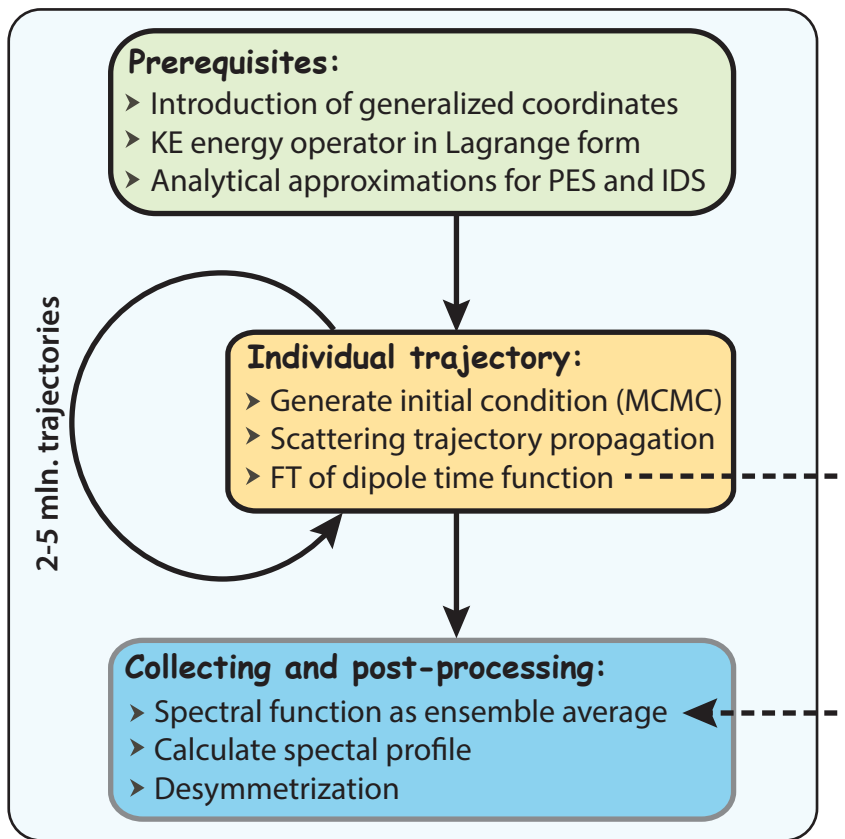 Prerequisites:
➤ Introduction of generalized coordinates
➤ KE energy operator in Lagrange form
➤ Analytical approximations for PES and IDS
2-5 mln. trajectories
Individual trajectory:
➤ Generate initial condition (MCMC)
➤ Scattering trajectory propagation
➤ FT of dipole time function
Collecting and post-processing:
➤ Spectral function as ensemble average
➤ Calculate spectal profile
➤ Desymmetrization